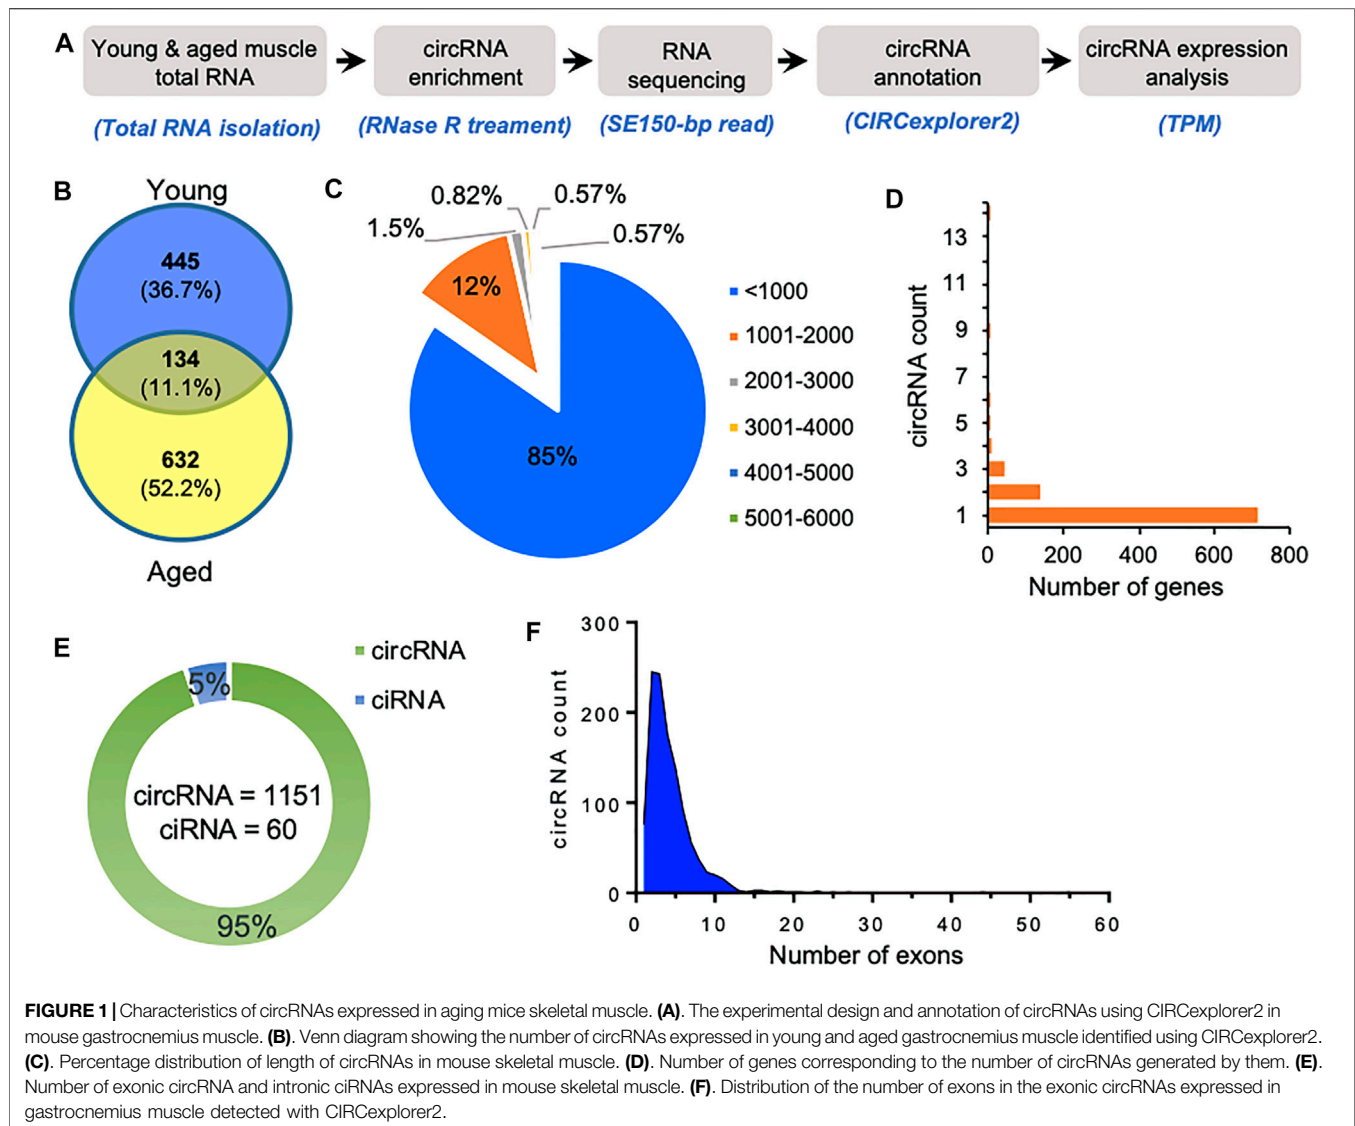 A
Young & aged muscle
total RNA
circRNA
enrichment
RNA
sequencing
circRNA
annotation
circRNA expression
analysis
(Total RNA isolation)
(RNase R treament)
(SE150-bp read)
(CIRCexplorer2)
(TPM)
B
Young
445
(36.7%)
134
(11.1%)
632
(52.2%)
Aged
C
0.82%
0.57%
1.5%
0.57%
12%
85%
<1000
1001-2000
2001-3000
3001-4000
4001-5000
5001-6000
D
circRNA count
13
11
9
7
5
3
1
0 200 400 600 800
Number of genes
E
5%
circRNA
ciRNA
circRNA = 1151
ciRNA = 60
95%
F
circRNA count
300
200
100
0
0 10 20 30 40 50 60
Number of exons
FIGURE 1 | Characteristics of circRNAs expressed in aging mice skeletal muscle. (A). The experimental design and annotation of circRNAs using CIRCexplorer2 in
mouse gastrocnemius muscle. (B). Venn diagram showing the number of circRNAs expressed in young and aged gastrocnemius muscle identified using CIRCexplorer2.
(C). Percentage distribution of length of circRNAs in mouse skeletal muscle. (D). Number of genes corresponding to the number of circRNAs generated by them. (E).
Number of exonic circRNA and intronic ciRNAs expressed in mouse skeletal muscle. (F). Distribution of the number of exons in the exonic circRNAs expressed in
gastrocnemius muscle detected with CIRCexplorer2.